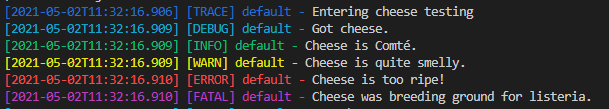 [2021-05-02T11:32:16.906] [TRACE] default - Entering cheese testing
[2021-05-02T11:32:16.909] [DEBUG] default - Got cheese.
[2021-05-02T11:32:16.909] [INFO] default - Cheese is Comté.
[2021-05-02T11:32:16.909] [WARN] default - Cheese is quite smelly.
[2021-05-02T11:32:16.910] [ERROR] default - Cheese is too ripe!
[2021-05-02T11:32:16.910] [FATAL] default - Cheese was breeding ground for listeria.